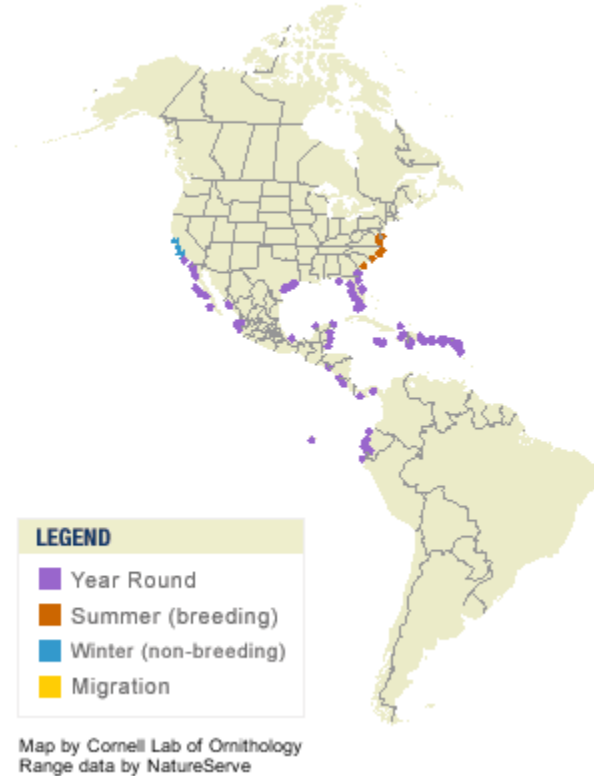 LEGEND
Year Round
Summer (breeding)
Winter (non-breeding)
Migration
Map by Cornell Lab of Ornithology
Range data by NatureServe